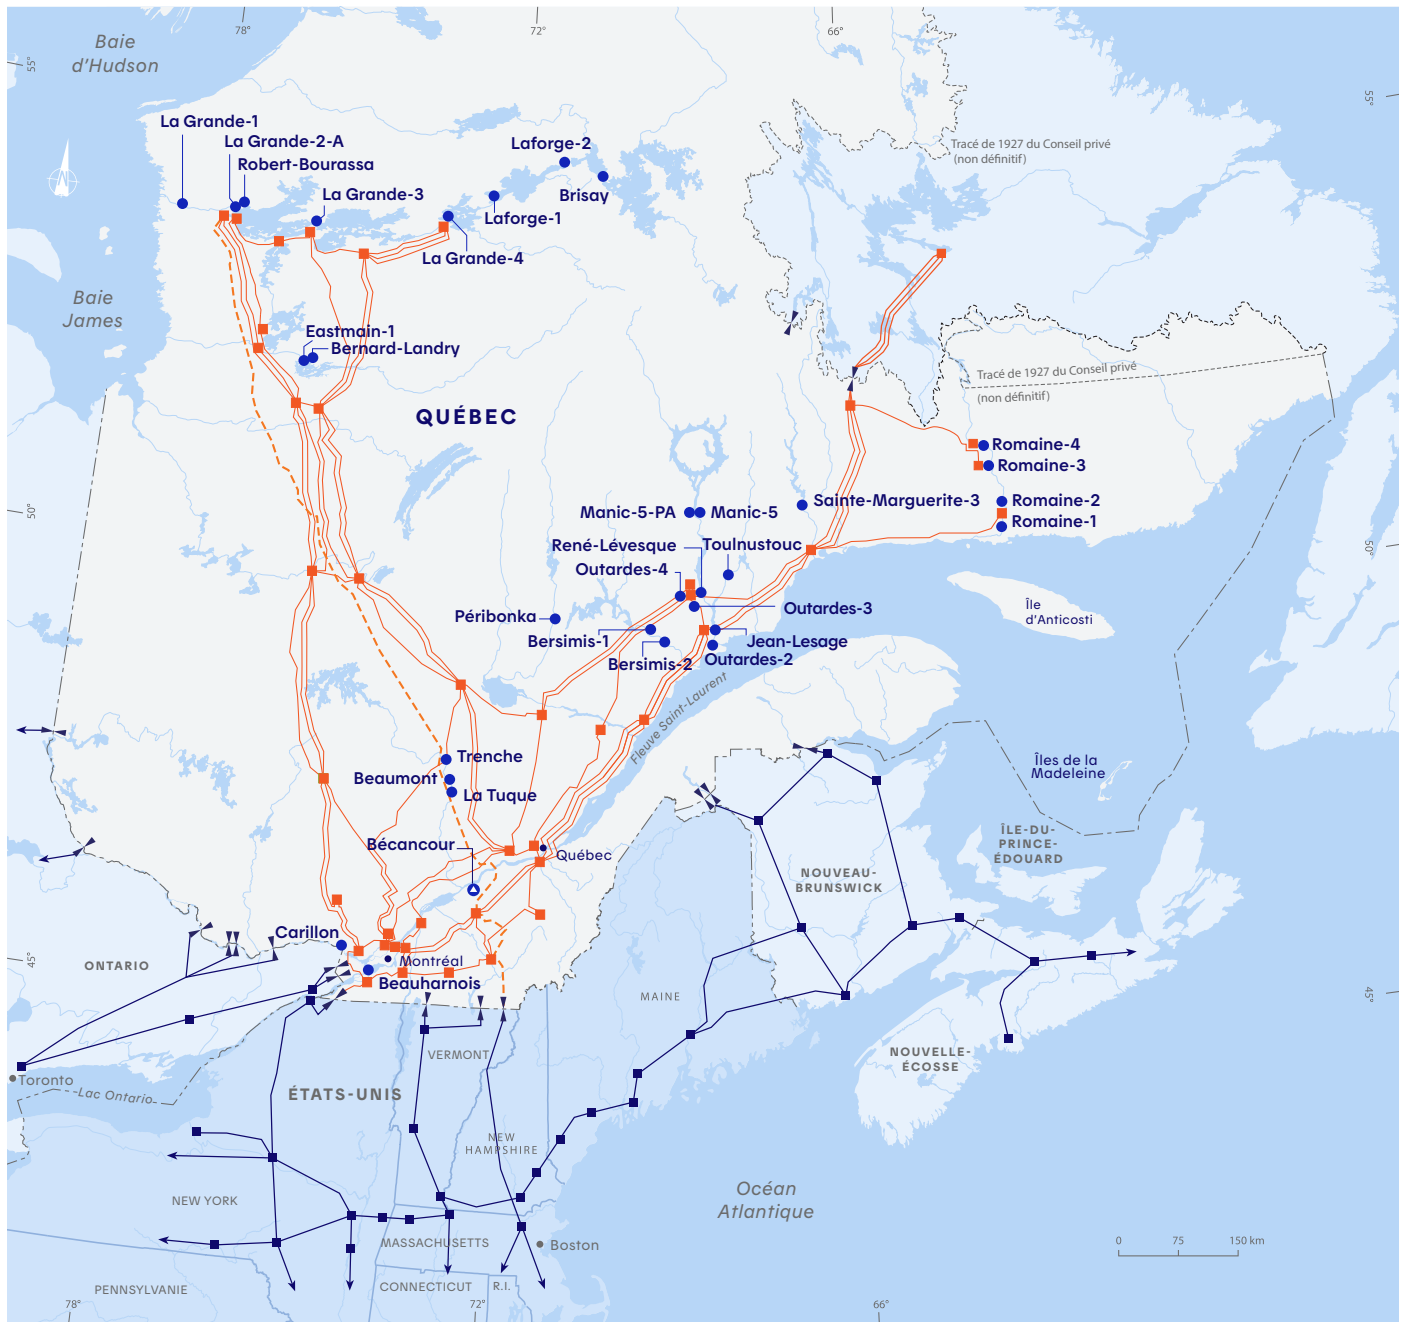 78°
72°
66°
Baie
d'Hudson
55°
55°
La Grande-1
La Grande-2-A
Robert-Bourassa
La Grande-3
Laforge-2
Brisay
Laforge-1
La Grande-4
Tracé de 1927 du Conseil privé
(non définitif)
N
Baie
James
Eastmain-1
Bernard-Landry
QUÉBEC
Tracé de 1927 du Conseil privé
(non définitif)
Romaine-4
Romaine-3
Romaine-2
Romaine-1
50°
50°
Sainte-Marguerite-3
Manic-5-PA
Manic-5
René-Lévesque
Toulnustouc
Outardes-4
Outardes-3
Péribonka
Bersimis-1
Jean-Lesage
Bersimis-2
Outardes-2
Île
d'Anticosti
Fleuve Saint-Laurent
Trenche
Beaumont
La Tuque
Îles de la
Madeleine
Bécancour
Québec
ÎLE-DU-
PRINCE-
ÉDOUARD
NOUVEAU-
BRUNSWICK
Carillon
Montréal
Beauharnois
ONTARIO
45°
45°
MAINE
VERMONT
NOUVELLE-
ÉCOSSE
Toronto
Lac Ontario
ÉTATS-UNIS
NEW
HAMPSHIRE
NEW YORK
Océan
Atlantique
MASSACHUSETTS
Boston
CONNECTICUT
R.I.
PENNSYLVANIE
0
75
150 km
78°
72°
66°